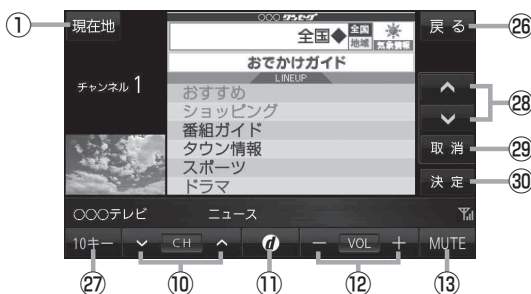 ① 現在地 ○○○ ワンセグ 戻る ㉖
全国◆ 全国 地域 気象情報
おでかけガイド
LINEUP
チャンネル 1
おすすめ
ショッピング
番組ガイド
タウン情報
スポーツ
ドラマ
㉘
取消 ㉙
決定 ㉚
○○○テレビ ニュース
10キー CH d － VOL ＋ MUTE
㉗ ⑩ ⑪ ⑫ ⑬